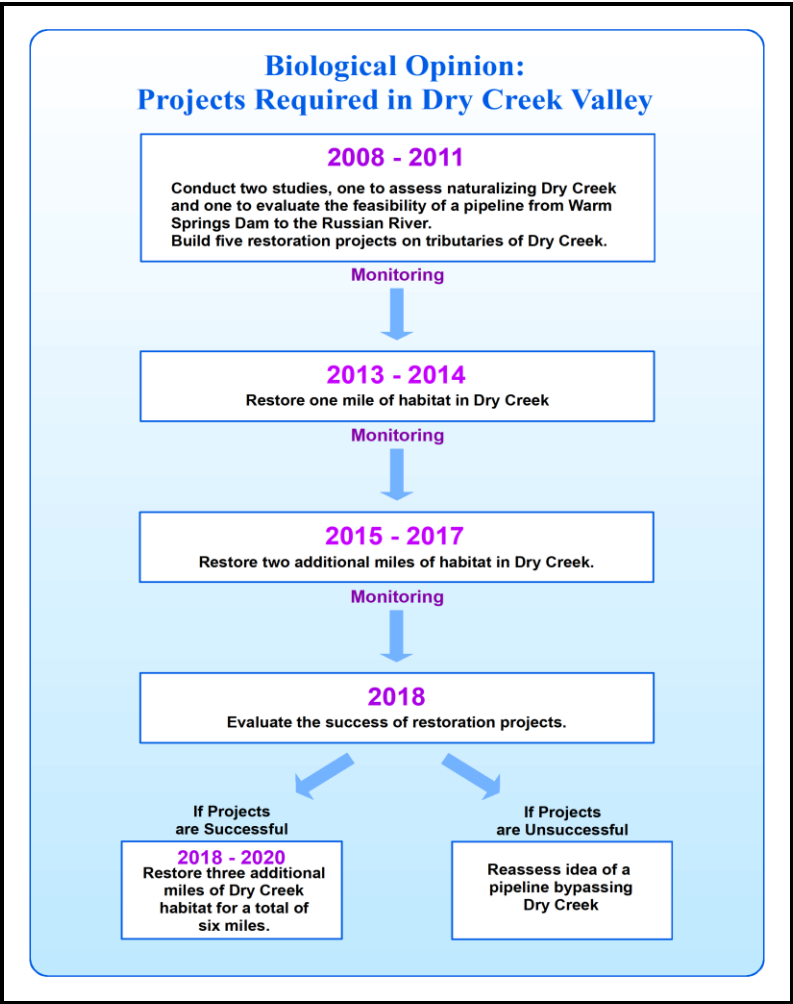 Biological Opinion:
Projects Required in Dry Creek Valley
2008 - 2011
Conduct two studies, one to assess naturalizing Dry Creek
and one to evaluate the feasibility of a pipeline from Warm
Springs Dam to the Russian River.
Build five restoration projects on tributaries of Dry Creek.
Monitoring
2013 - 2014
Restore one mile of habitat in Dry Creek
Monitoring
2015 - 2017
Restore two additional miles of habitat in Dry Creek.
Monitoring
2018
Evaluate the success of restoration projects.
If Projects
are Successful
2018 - 2020
Restore three additional
miles of Dry Creek
habitat for a total of
six miles.
If Projects
are Unsuccessful
Reassess idea of a
pipeline bypassing
Dry Creek